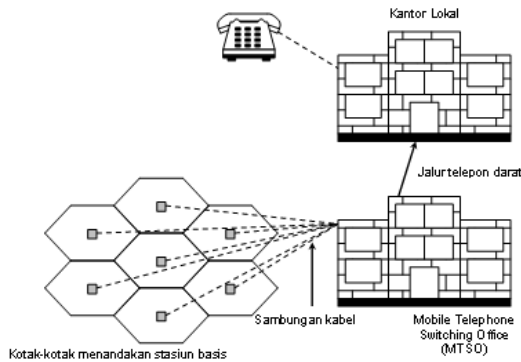 Kantor Lokal
Jalur telepon darat
Sambungan kabel
Mobile Telephone
Switching Office
(MTSO)
Kotak-kotak menandakan stasiun basis